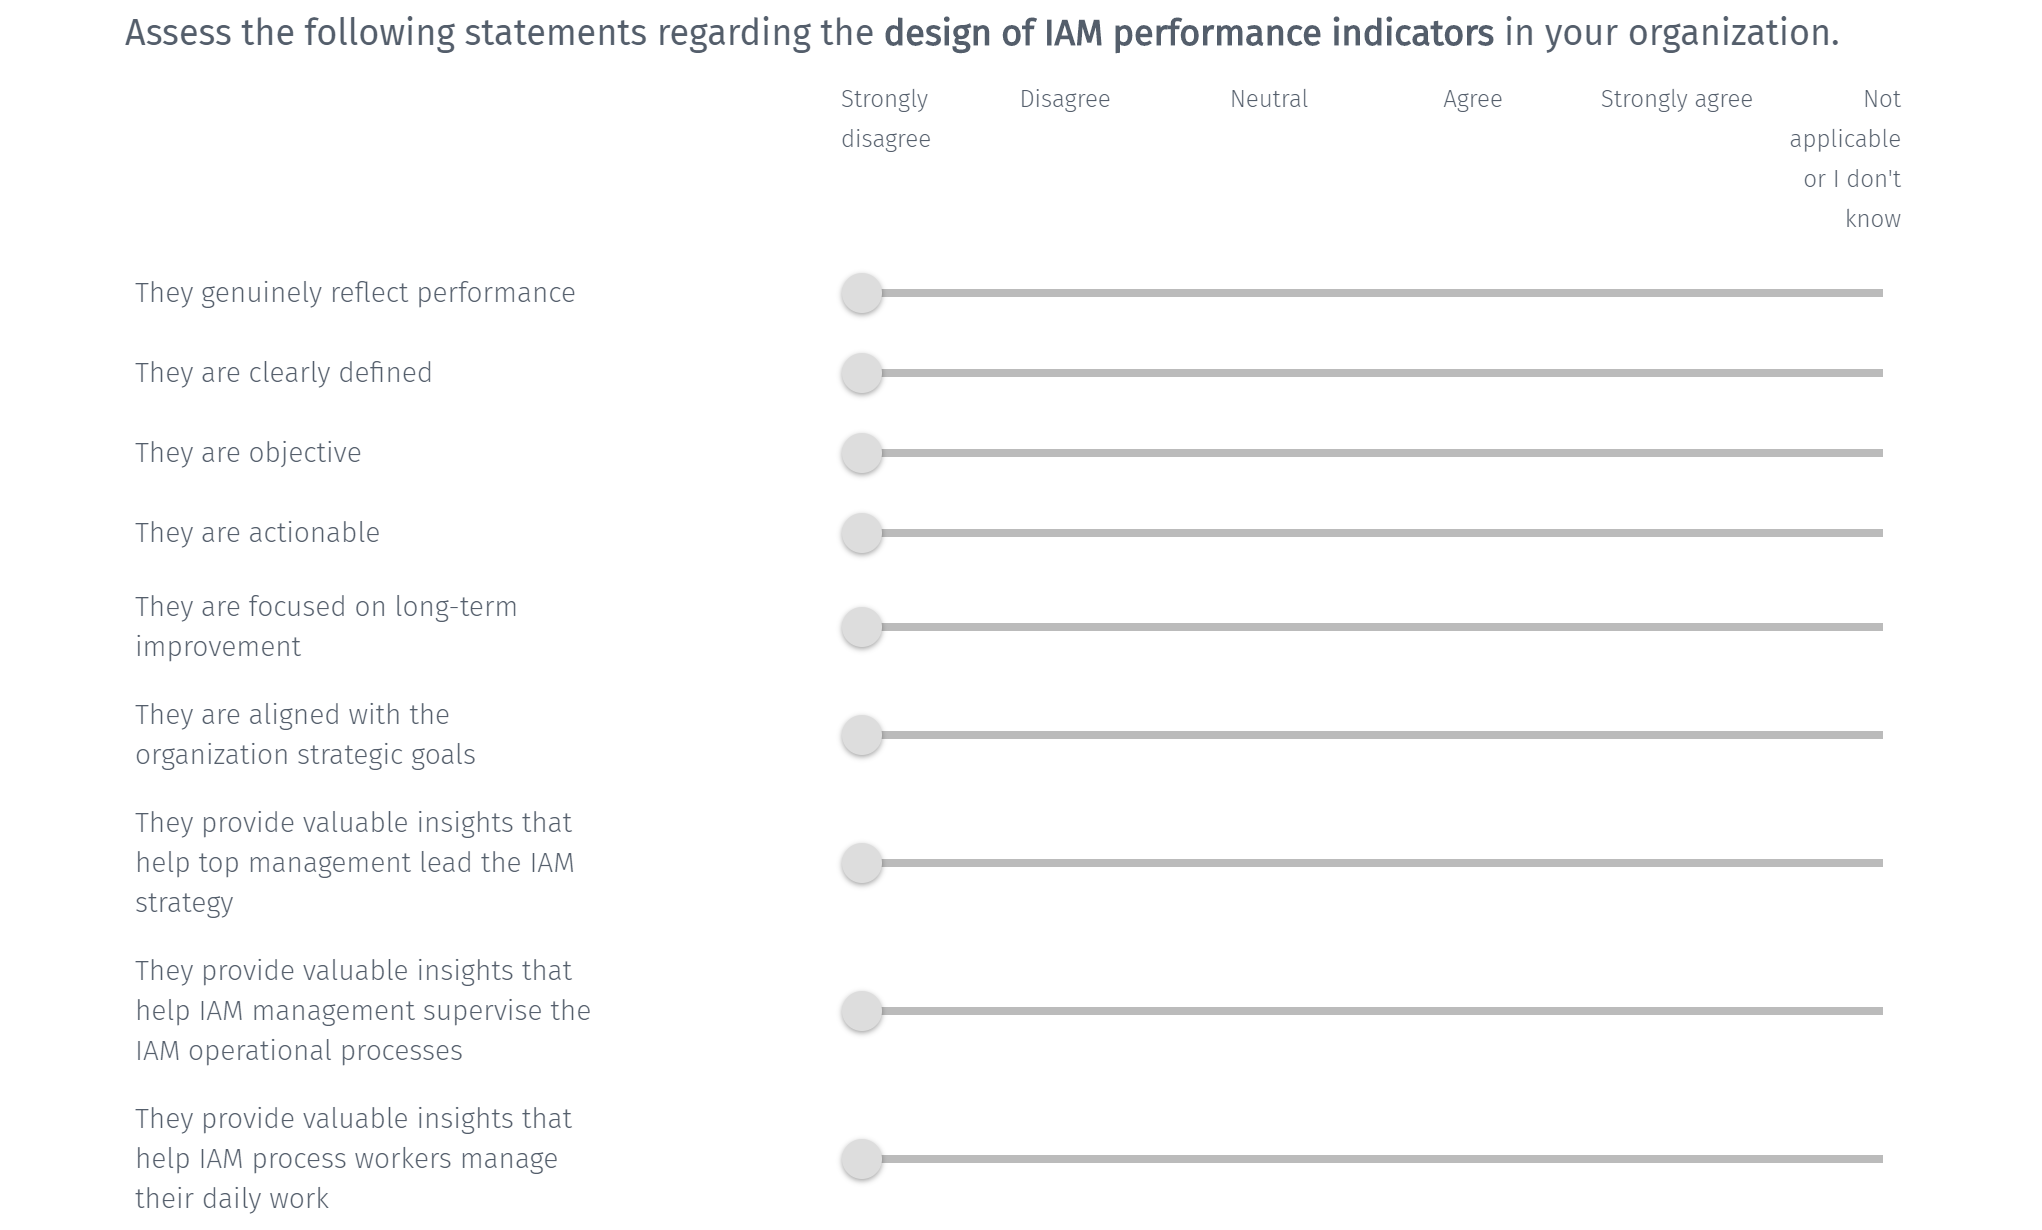 Assess the following statements regarding the design of IAM performance indicators in your organization.
Strongly disagree
Disagree
Neutral
Agree
Strongly agree
Not applicable or I don't know
They genuinely reflect performance
They are clearly defined
They are objective
They are actionable
They are focused on long-term
improvement
They are aligned with the
organization strategic goals
They provide valuable insights that
help top management lead the IAM
strategy
They provide valuable insights that
help IAM management supervise the
IAM operational processes
They provide valuable insights that
help IAM process workers manage
their daily work